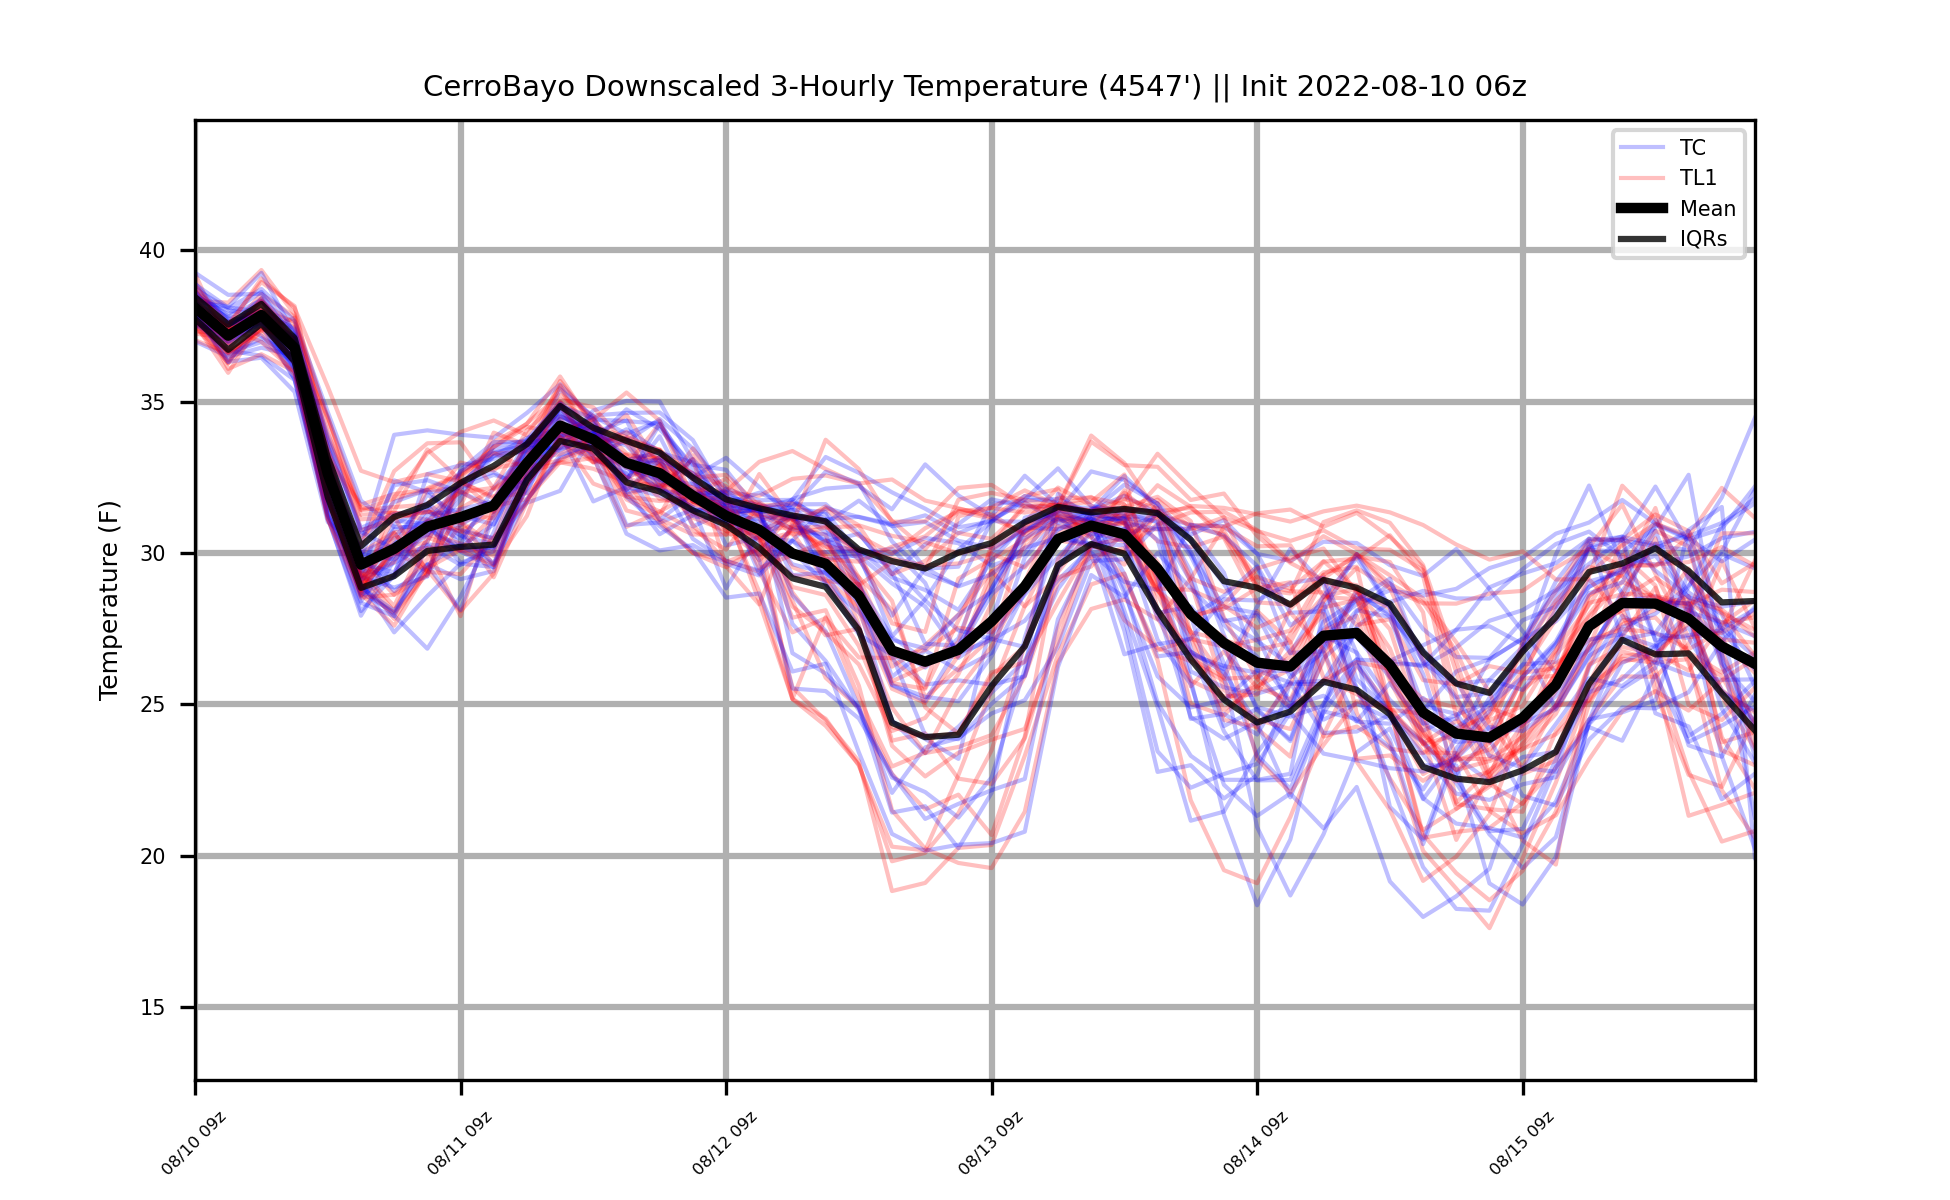 CerroBayo Downscaled 3-Hourly Temperature (4547') || Init 2022-08-10 06z
TC
TL1
Mean
IQRs
Temperature (F)
40
35
30
25
20
15
08/10 09z
08/11 09z
08/12 09z
08/13 09z
08/14 09z
08/15 09z